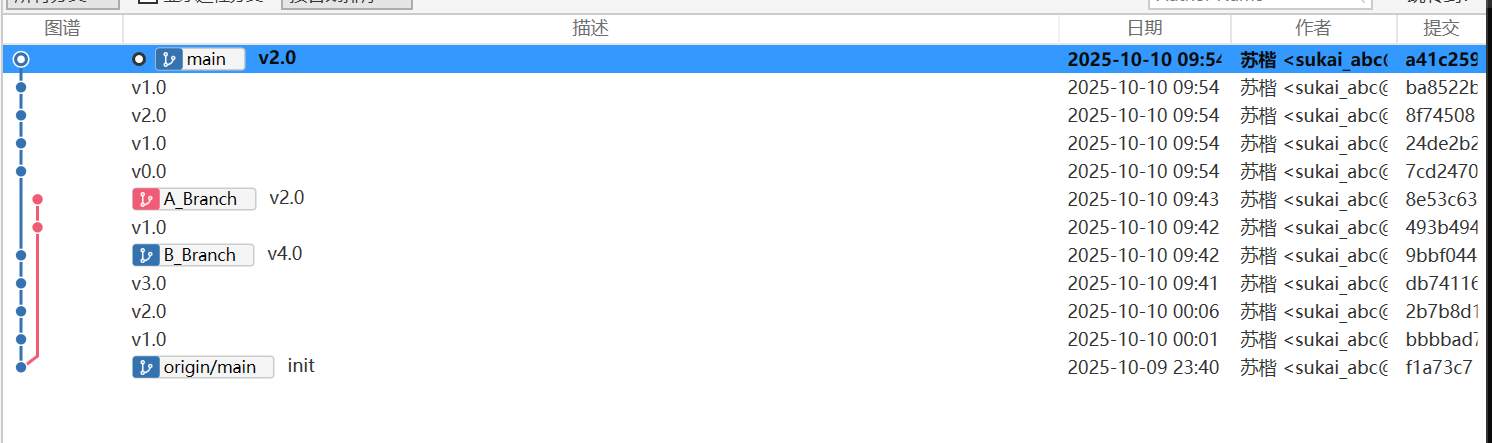 图谱 描述 日期 作者 提交
main v2.0 2025-10-10 09:54 苏楷 <sukai_abc@ a41c259
v1.0 2025-10-10 09:54 苏楷 <sukai_abc@ ba8522b
v2.0 2025-10-10 09:54 苏楷 <sukai_abc@ 8f74508
v1.0 2025-10-10 09:54 苏楷 <sukai_abc@ 24de2b2
v0.0 2025-10-10 09:54 苏楷 <sukai_abc@ 7cd2470
A_Branch v2.0 2025-10-10 09:43 苏楷 <sukai_abc@ 8e53c63
v1.0 2025-10-10 09:42 苏楷 <sukai_abc@ 493b494
B_Branch v4.0 2025-10-10 09:42 苏楷 <sukai_abc@ 9bbf044
v3.0 2025-10-10 09:41 苏楷 <sukai_abc@ db74116
v2.0 2025-10-10 00:06 苏楷 <sukai_abc@ 2b7b8d1
v1.0 2025-10-10 00:01 苏楷 <sukai_abc@ bbbbad7
origin/main init 2025-10-09 23:40 苏楷 <sukai_abc@ f1a73c7